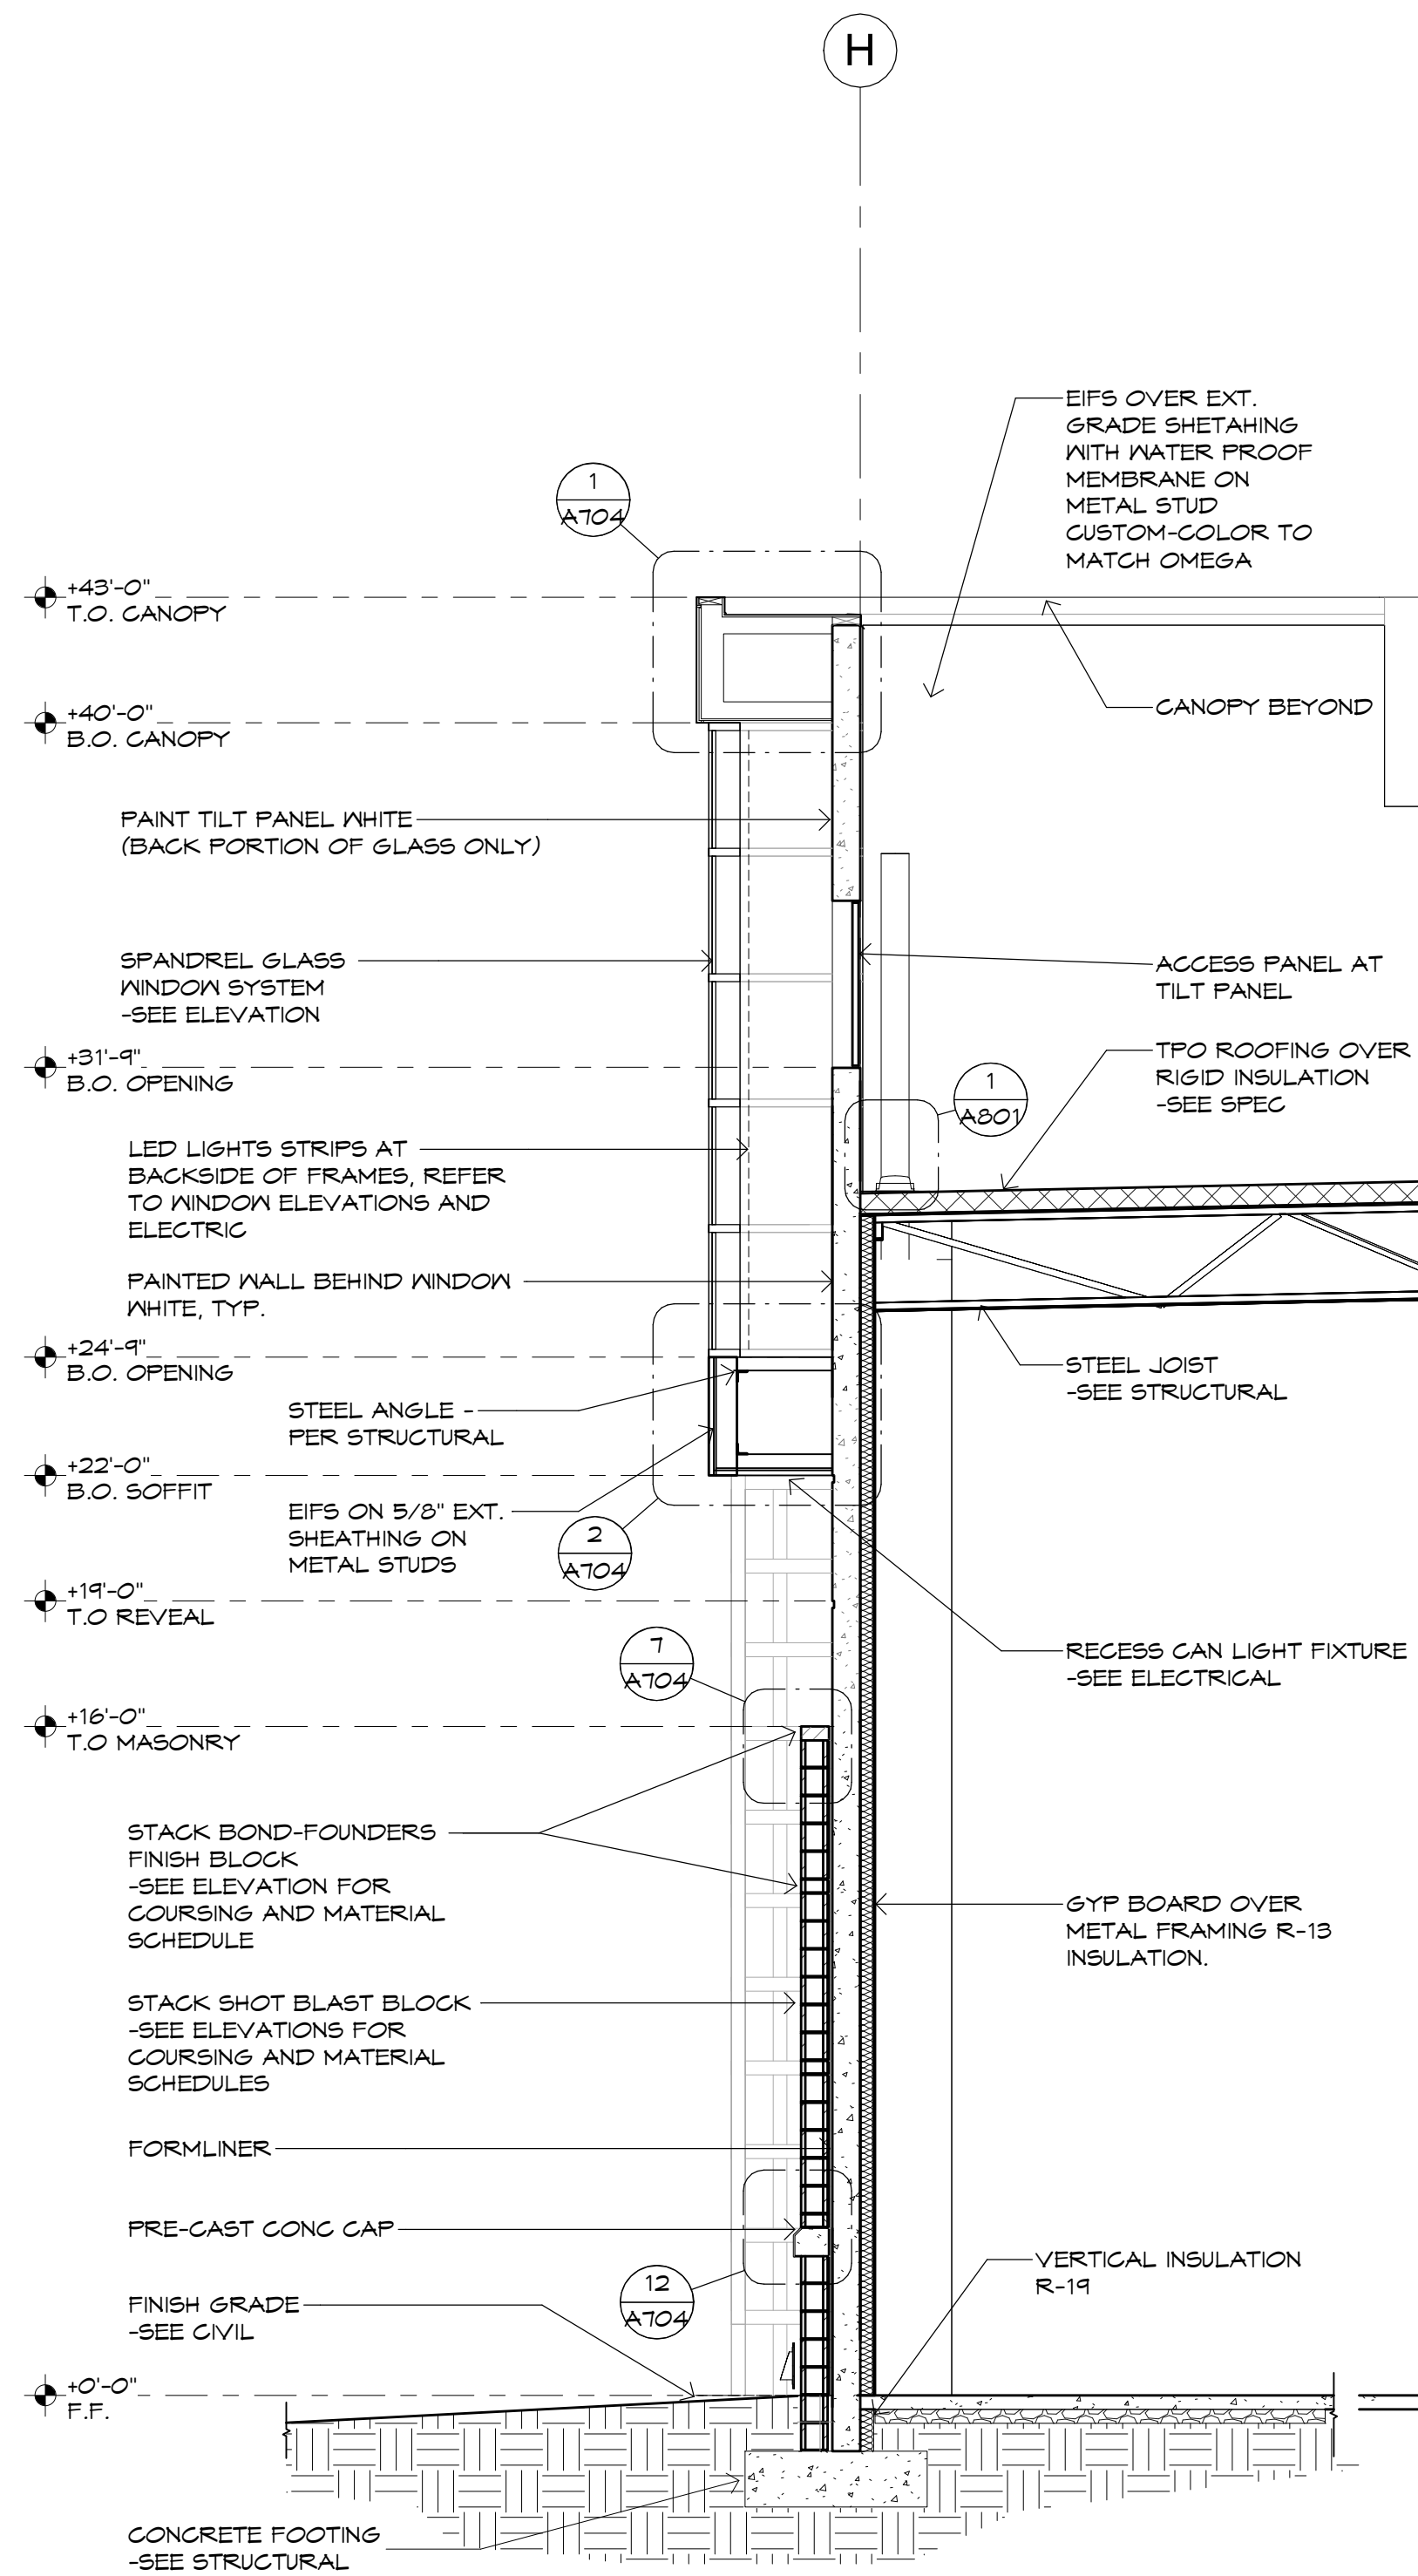 H
EIFS OVER EXT.
GRADE SHETAHING
WITH WATER PROOF
MEMBRANE ON
METAL STUD
CUSTOM-COLOR TO
MATCH OMEGA
1
A704
+43'-0"
T.O. CANOPY
CANOPY BEYOND
+40'-0"
B.O. CANOPY
PAINT TILT PANEL WHITE
(BACK PORTION OF GLASS ONLY)
SPANDREL GLASS
WINDOW SYSTEM
-SEE ELEVATION
ACCESS PANEL AT
TILT PANEL
+31'-9"
B.O. OPENING
TPO ROOFING OVER
RIGID INSULATION
-SEE SPEC
1
A801
LED LIGHTS STRIPS AT
BACKSIDE OF FRAMES, REFER
TO WINDOW ELEVATIONS AND
ELECTRIC
PAINTED WALL BEHIND WINDOW
WHITE, TYP.
+24'-9"
B.O. OPENING
STEEL JOIST
-SEE STRUCTURAL
STEEL ANGLE -
PER STRUCTURAL
+22'-0"
B.O. SOFFIT
EIFS ON 5/8" EXT.
SHEATHING ON
METAL STUDS
2
A704
+19'-0"
T.O REVEAL
RECESS CAN LIGHT FIXTURE
-SEE ELECTRICAL
7
A704
+16'-0"
T.O MASONRY
STACK BOND-FOUNDERS
FINISH BLOCK
-SEE ELEVATION FOR
COURSING AND MATERIAL
SCHEDULE
GYP BOARD OVER
METAL FRAMING R-13
INSULATION.
STACK SHOT BLAST BLOCK
-SEE ELEVATIONS FOR
COURSING AND MATERIAL
SCHEDULES
FORMLINER
PRE-CAST CONC CAP
VERTICAL INSULATION
R-19
12
A704
FINISH GRADE
-SEE CIVIL
+0'-0"
F.F.
CONCRETE FOOTING
-SEE STRUCTURAL